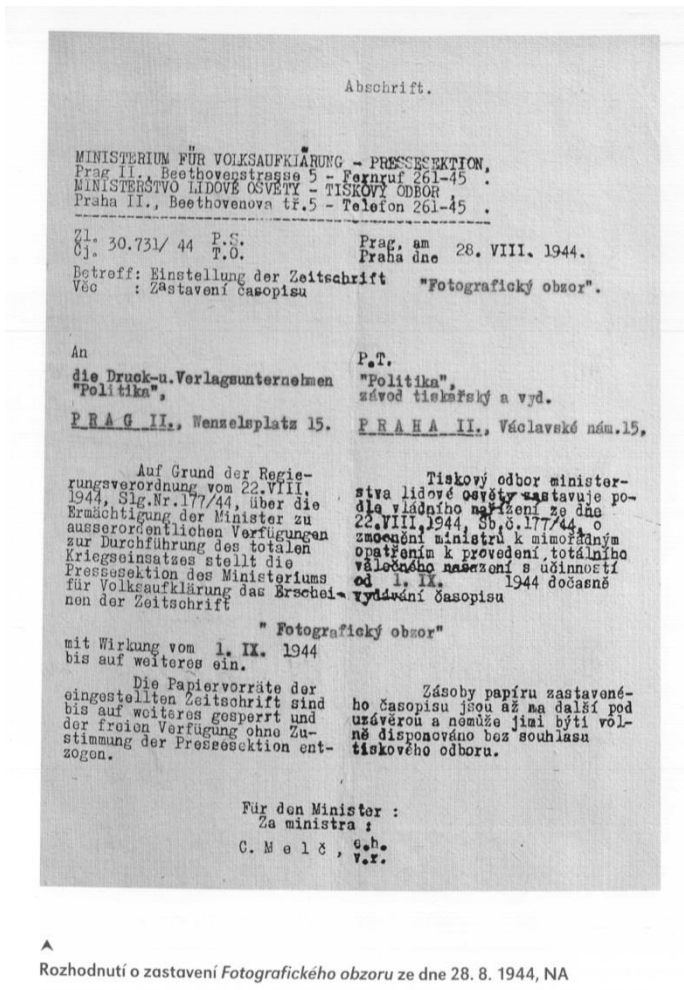 Abschrift.
MINISTERIUM FÜR VOLKSAUFKLÄRUNG - PRESSESEKTION,
Prag II., Beethovenstrasse 5 - Fernruf 261-45 .
MINISTERSTVO LIDOVÉ OSVĚTY - TISKOVÝ ODBOR ,
Praha II., Beethovenova tř.5 - Telefon 261-45 .
Zl. 30.731/ 44 P.S.
Čj. T.O.
Prag, am 28. VIII. 1944.
Praha dne
Betreff: Einstellung der Zeitschrift
Věc : Zastavení časopisu
"Fotografický obzor".
An
die Druck-u.Verlagsunternehmen
"Politika",
P R A G II., Wenzelsplatz 15.
P.T.
"Politika",
závod tiskařský a vyd.
P R A H A II., Václavské nám.15,
Auf Grund der Regie-
rungsverordnung vom 22.VIII.
1944, Slg.Nr.177/44, über die
Ermächtigung der Minister zu
ausserordentlichen Verfügungen
zur Durchführung des totalen
Kriegseinsatzes stellt die
Pressesektion des Ministeriums
für Volksaufklärung das Erschei-
nen der Zeitschrift
Tiskový odbor minister-
stva lidové osvěty zastavuje po-
dle vládního nařízení ze dne
22.VIII.1944, Sb.č.177/44, o
zmocnění ministrů k mimořádným
opatřením k provedení totálního
válečného nasazení s účinností
od 1. IX. 1944 dočasně
vydávání časopisu
" Fotografický obzor"
mit Wirkung vom 1. IX. 1944
bis auf weiteres ein.
Die Papiervorräte der
eingestellten Zeitschrift sind
bis auf weiteres gesperrt und
der freien Verfügung ohne Zu-
stimmung der Pressesektion ent-
zogen.
Zásoby papíru zastavené-
ho časopisu jsou až na další pod
uzávěrou a nemůže jimi býti vol-
ně disponováno bez souhlasu
tiskového odboru.
Für den Minister :
Za ministra :
C. M e l č , e.h.
v.r.
Rozhodnutí o zastavení Fotografického obzoru ze dne 28. 8. 1944, NA